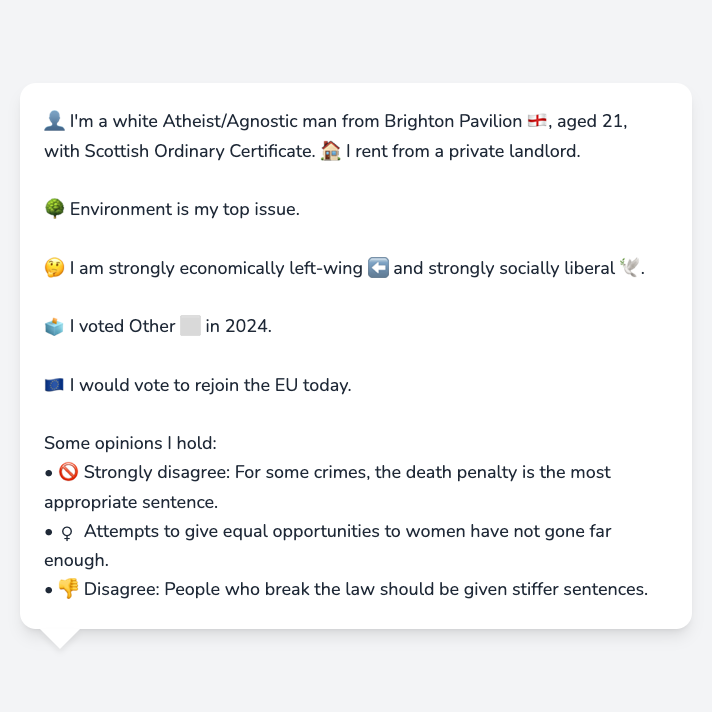 👤 I'm a white Atheist/Agnostic man from Brighton Pavilion 🏴󠁧󠁢󠁥󠁮󠁧󠁿, aged 21,
with Scottish Ordinary Certificate. 🏠 I rent from a private landlord.
🌳 Environment is my top issue.
🤔 I am strongly economically left-wing ⬅️ and strongly socially liberal 🕊️.
🗳️ I voted Other ⬜ in 2024.
🇪🇺 I would vote to rejoin the EU today.
Some opinions I hold:
• 🚫 Strongly disagree: For some crimes, the death penalty is the most
appropriate sentence.
• ♀ Attempts to give equal opportunities to women have not gone far
enough.
• 👎 Disagree: People who break the law should be given stiffer sentences.